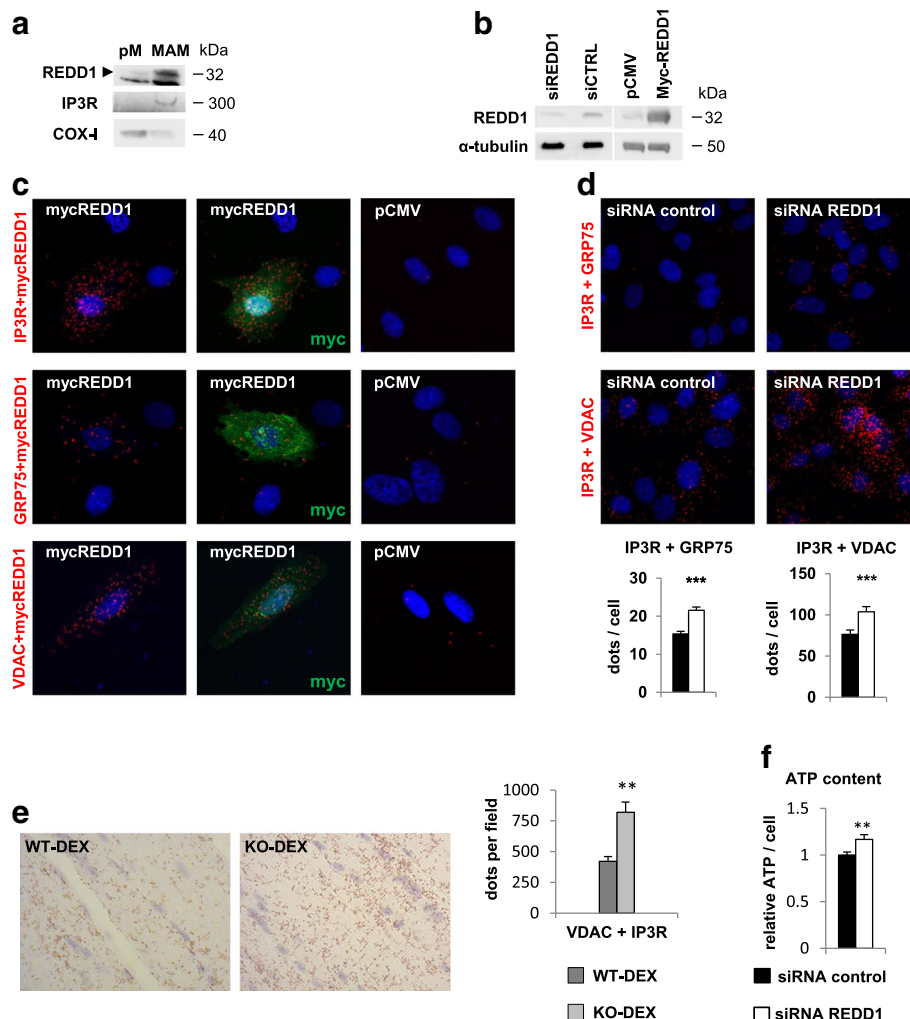 a
pM MAM kDa
REDD1 – 32
IP3R – 300
COX-I – 40
b
siREDD1
siCTRL
pCMV
Myc-REDD1
kDa
REDD1 – 32
α-tubulin – 50
c
IP3R+mycREDD1
mycREDD1
mycREDD1
myc
pCMV
GRP75+mycREDD1
mycREDD1
mycREDD1
myc
pCMV
VDAC+mycREDD1
mycREDD1
mycREDD1
myc
pCMV
d
IP3R + GRP75
siRNA control
siRNA REDD1
IP3R + VDAC
siRNA control
siRNA REDD1
IP3R + GRP75
dots / cell
30
20
10
0
***
IP3R + VDAC
dots / cell
150
100
50
0
***
e
WT-DEX
KO-DEX
dots per field
1000
750
500
250
0
**
VDAC + IP3R
WT-DEX
KO-DEX
f
ATP content
relative ATP / cell
1.5
1
0.5
0
**
siRNA control
siRNA REDD1